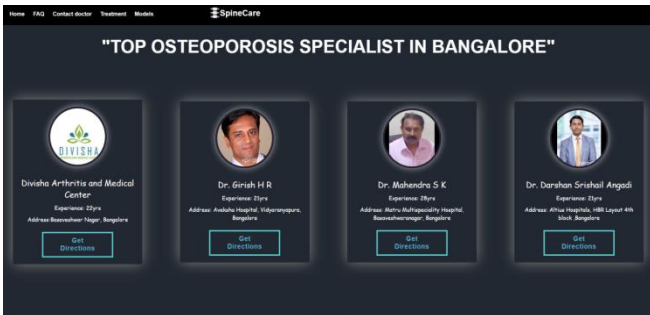 Home FAQ Contact doctor Treatment Models
SpineCare
"TOP OSTEOPOROSIS SPECIALIST IN BANGALORE"
DIVISHA
Divisha Arthritis and Medical
Center
Experience: 22yrs
Address:Basaveshwar Nagar, Bangalore
Get
Directions
Dr. Girish H R
Experience: 21yrs
Address: Avalaha Hospital, Vidyaranyapura,
Bangalore
Get
Directions
Dr. Mahendra S K
Experience: 28yrs
Address: Matru Multispeciality Hospital,
Basaveshwaranagar, Bangalore
Get
Directions
Dr. Darshan Srishail Angadi
Experience: 21yrs
Address: Altius Hospitals, HBR Layout 4th
block ,Bangalore
Get
Directions